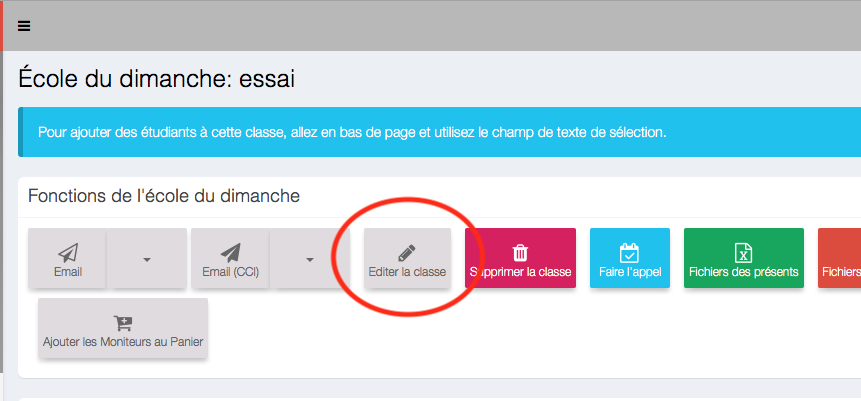 École du dimanche: essai
Pour ajouter des étudiants à cette classe, allez en bas de page et utilisez le champ de texte de sélection.
Fonctions de l'école du dimanche
Email
Email (CCI)
Editer la classe
Supprimer la classe
Faire l'appel
Fichiers des présents
Fichiers
Ajouter les Moniteurs au Panier